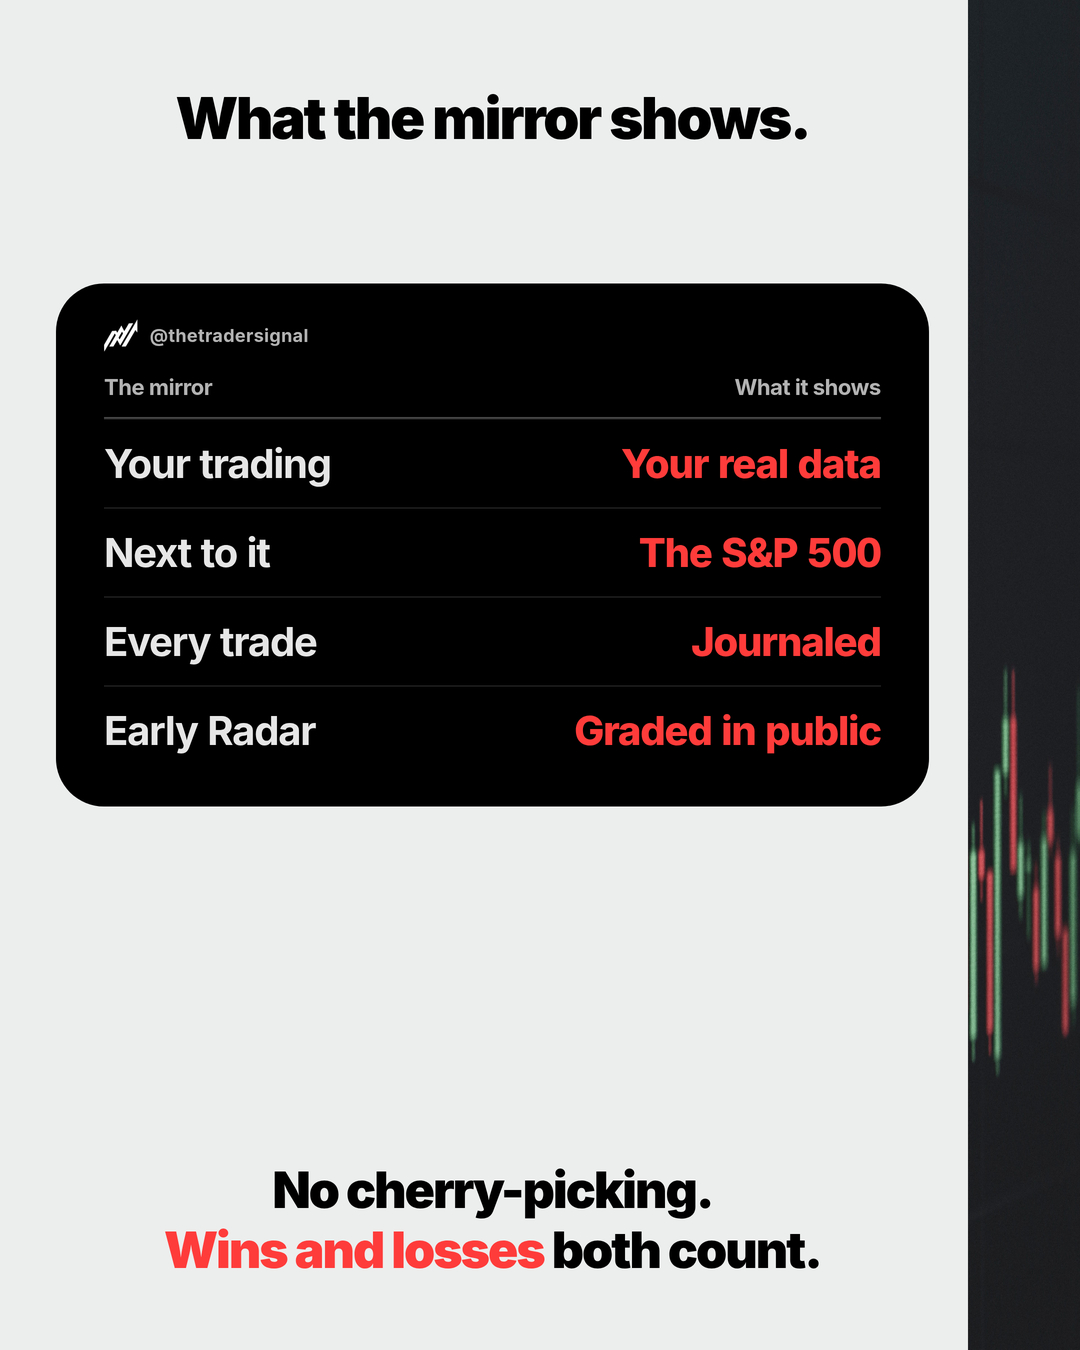 What the mirror shows.
@thetradersignal
The mirror What it shows
Your trading Your real data
Next to it The S&P 500
Every trade Journaled
Early Radar Graded in public
No cherry-picking.
Wins and losses both count.